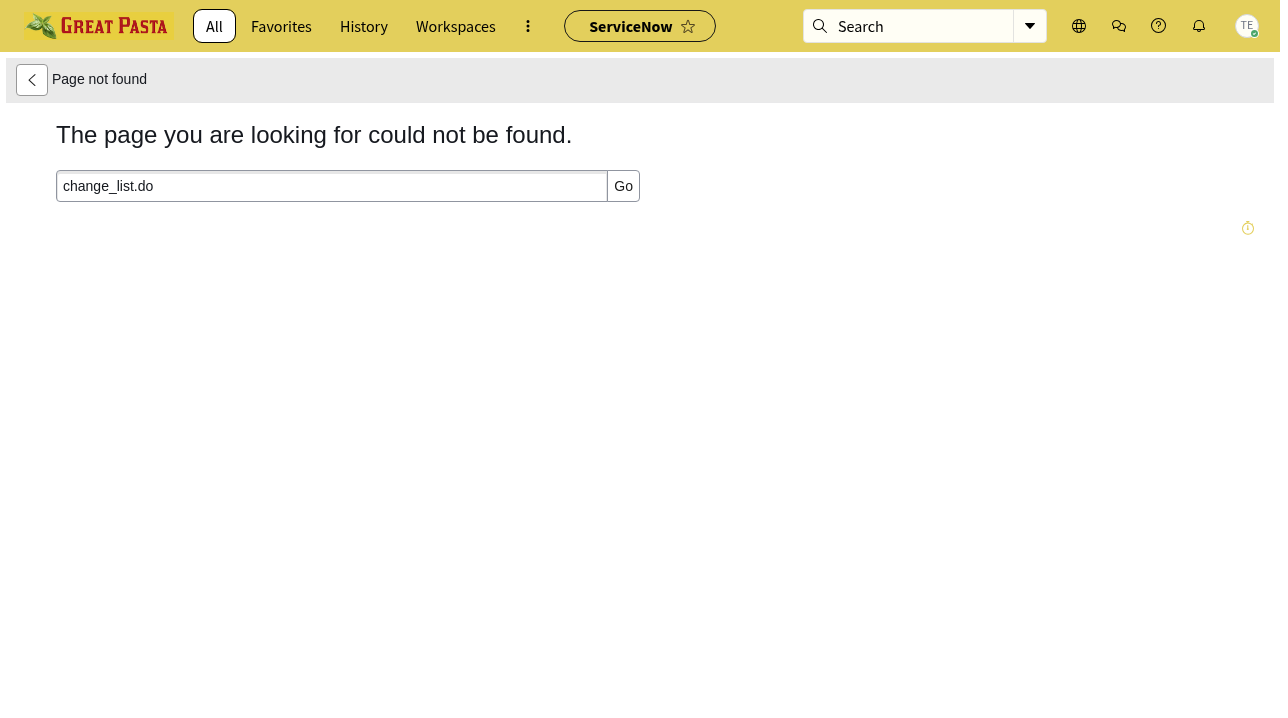 GREAT PASTA
All
Favorites
History
Workspaces
ServiceNow
Search
TE
Page not found
The page you are looking for could not be found.
change_list.do
Go